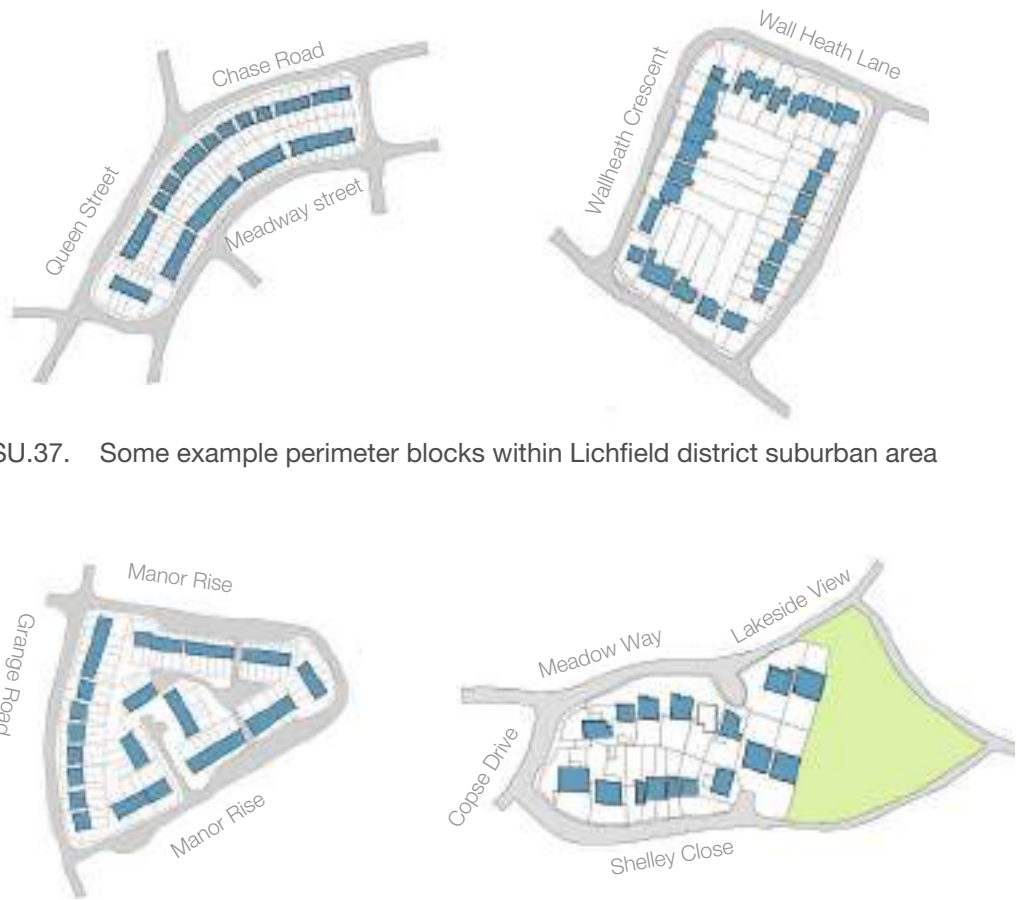 Chase Road
Queen Street
Meadway street
Wall Heath Lane
Wallheath Crescent
SU.37. Some example perimeter blocks within Lichfield district suburban area
Manor Rise
Grange Road
Manor Rise
Meadow Way
Lakeside View
Copse Drive
Shelley Close